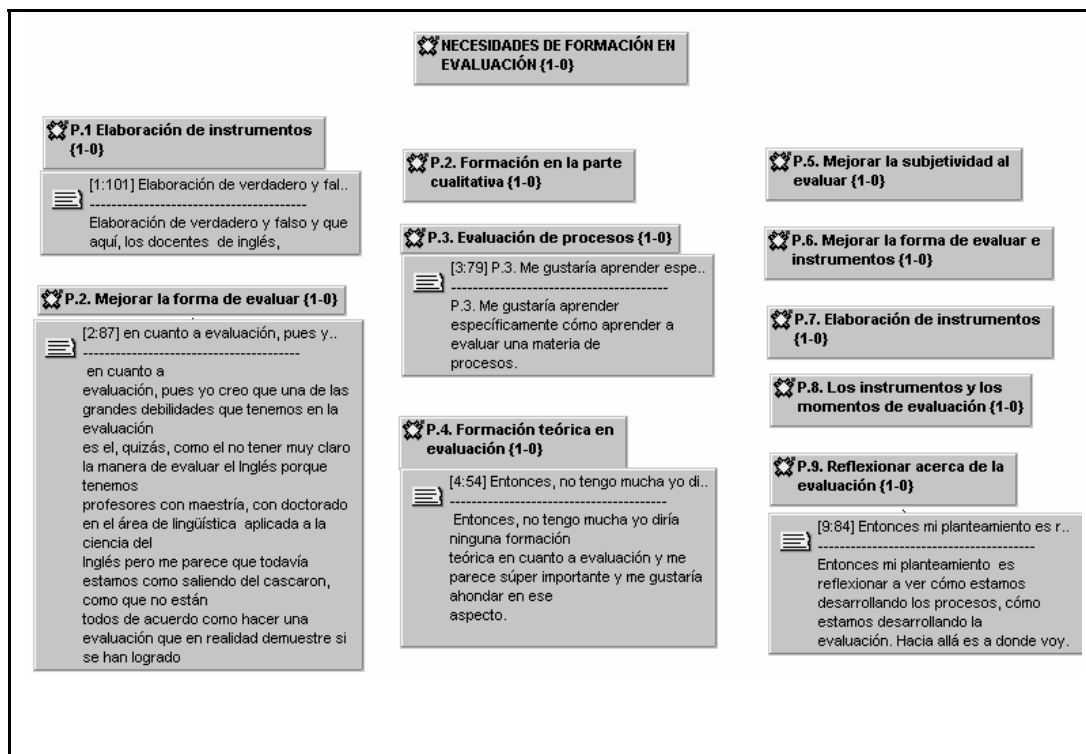 NECESIDADES DE FORMACIÓN EN
EVALUACIÓN {1-0}
P.1 Elaboración de instrumentos
{1-0}
[1:101] Elaboración de verdadero y fal..
----------------------------------------
Elaboración de verdadero y falso y que
aquí, los docentes de inglés,
P.2. Mejorar la forma de evaluar {1-0}
[2:87] en cuanto a evaluación, pues y..
----------------------------------------
en cuanto a
evaluación, pues yo creo que una de las
grandes debilidades que tenemos en la
evaluación
es el, quizás, como el no tener muy claro
la manera de evaluar el Inglés porque
tenemos
profesores con maestría, con doctorado
en el área de lingüística aplicada a la
ciencia del
Inglés pero me parece que todavía
estamos como saliendo del cascaron,
como que no están
todos de acuerdo como hacer una
evaluación que en realidad demuestre si
se han logrado
P.2. Formación en la parte
cualitativa {1-0}
P.3. Evaluación de procesos {1-0}
[3:79] P.3. Me gustaría aprender espe..
----------------------------------------
P.3. Me gustaría aprender
específicamente cómo aprender a
evaluar una materia de
procesos.
P.4. Formación teórica en
evaluación {1-0}
[4:54] Entonces, no tengo mucha yo di..
----------------------------------------
Entonces, no tengo mucha yo diría
ninguna formación
teórica en cuanto a evaluación y me
parece súper importante y me gustaría
ahondar en ese
aspecto.
P.5. Mejorar la subjetividad al
evaluar {1-0}
P.6. Mejorar la forma de evaluar e
instrumentos {1-0}
P.7. Elaboración de instrumentos
{1-0}
P.8. Los instrumentos y los
momentos de evaluación {1-0}
P.9. Reflexionar acerca de la
evaluación {1-0}
[9:84] Entonces mi planteamiento es r..
----------------------------------------
Entonces mi planteamiento es
reflexionar a ver cómo estamos
desarrollando los procesos, cómo
estamos desarrollando la
evaluación. Hacia allá es a donde voy.